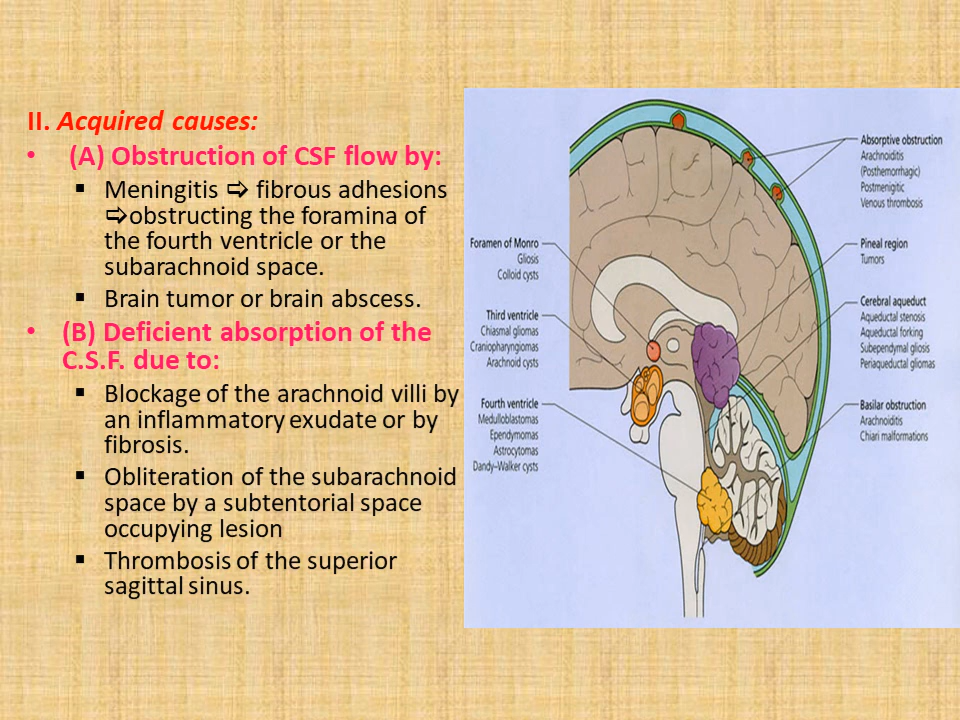 II. Acquired causes:
• (A) Obstruction of CSF flow by:
▪ Meningitis ➩ fibrous adhesions
➩obstructing the foramina of
the fourth ventricle or the
subarachnoid space.
▪ Brain tumor or brain abscess.
• (B) Deficient absorption of the
C.S.F. due to:
▪ Blockage of the arachnoid villi by
an inflammatory exudate or by
fibrosis.
▪ Obliteration of the subarachnoid
space by a subtentorial space
occupying lesion
▪ Thrombosis of the superior
sagittal sinus.
Foramen of Monro
Gliosis
Colloid cysts
Third ventricle
Chiasmal gliomas
Craniopharyngiomas
Arachnoid cysts
Fourth ventricle
Medulloblastomas
Ependymomas
Astrocytomas
Dandy–Walker cysts
Absorptive obstruction
Arachnoiditis
(Posthemorrhagic)
Postmenigitic
Venous thrombosis
Pineal region
Tumors
Cerebral aqueduct
Aqueductal stenosis
Aqueductal forking
Subependymal gliosis
Periaqueductal gliomas
Basilar obstruction
Arachnoiditis
Chiari malformations